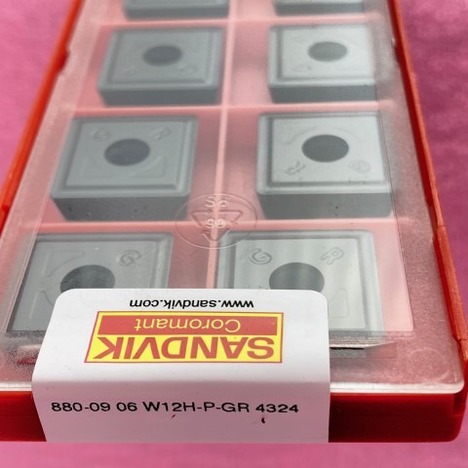 www.sandvik.com
SANDVIK
Coromant
880-09 06 W12H-P-GR 4324